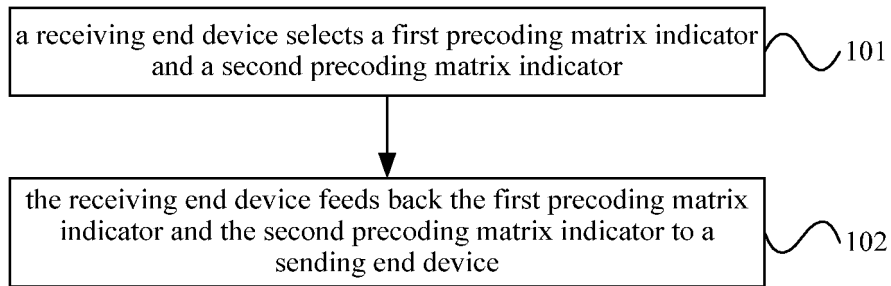 a receiving end device selects a first precoding matrix indicator
and a second precoding matrix indicator
101
the receiving end device feeds back the first precoding matrix
indicator and the second precoding matrix indicator to a
sending end device
102